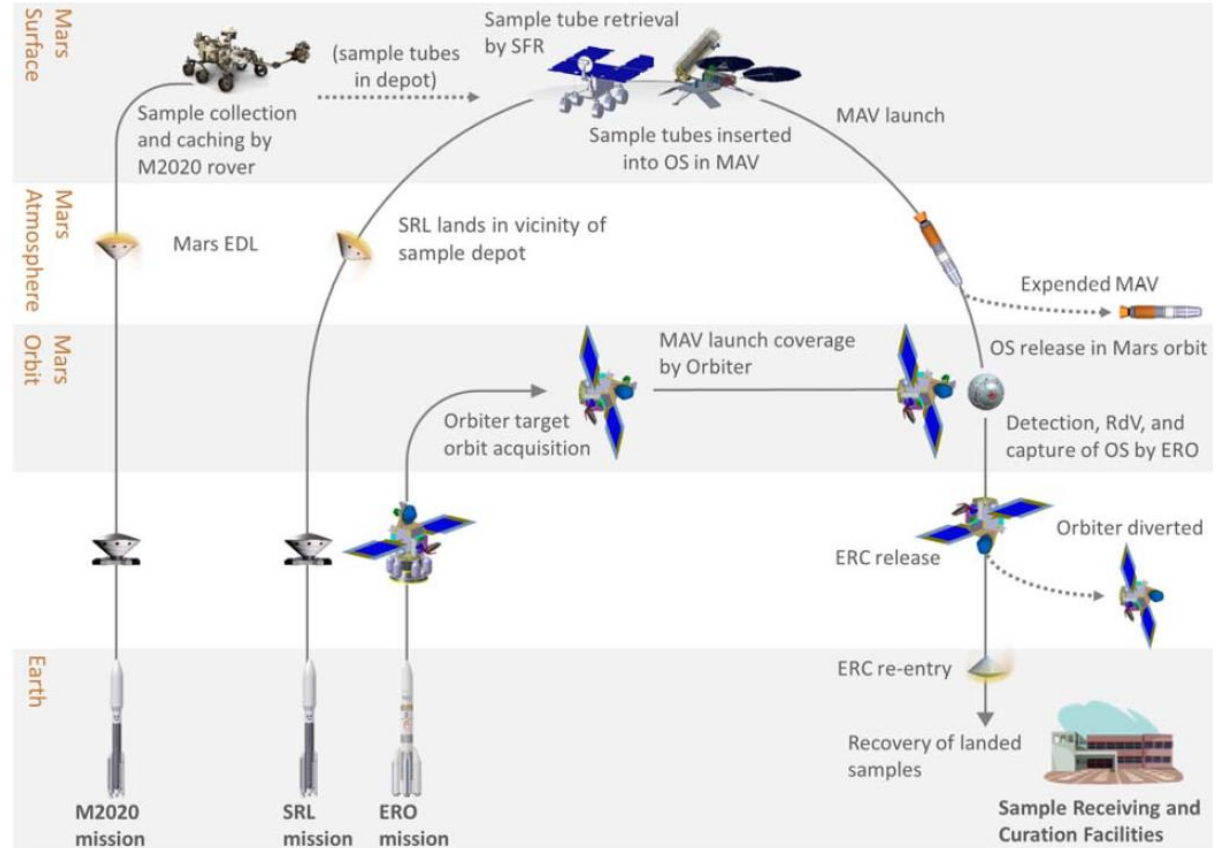 Mars
Surface
Sample collection
and caching by
M2020 rover
(sample tubes
in depot)
Sample tube retrieval
by SFR
Sample tubes inserted
into OS in MAV
MAV launch
Mars
Atmosphere
Mars EDL
SRL lands in vicinity of
sample depot
Expended MAV
Mars
Orbit
Orbiter target
orbit acquisition
MAV launch coverage
by Orbiter
OS release in Mars orbit
Detection, RdV, and
capture of OS by ERO
ERC release
Orbiter diverted
Earth
ERC re-entry
Recovery of landed
samples
M2020
mission
SRL
mission
ERO
mission
Sample Receiving and
Curation Facilities